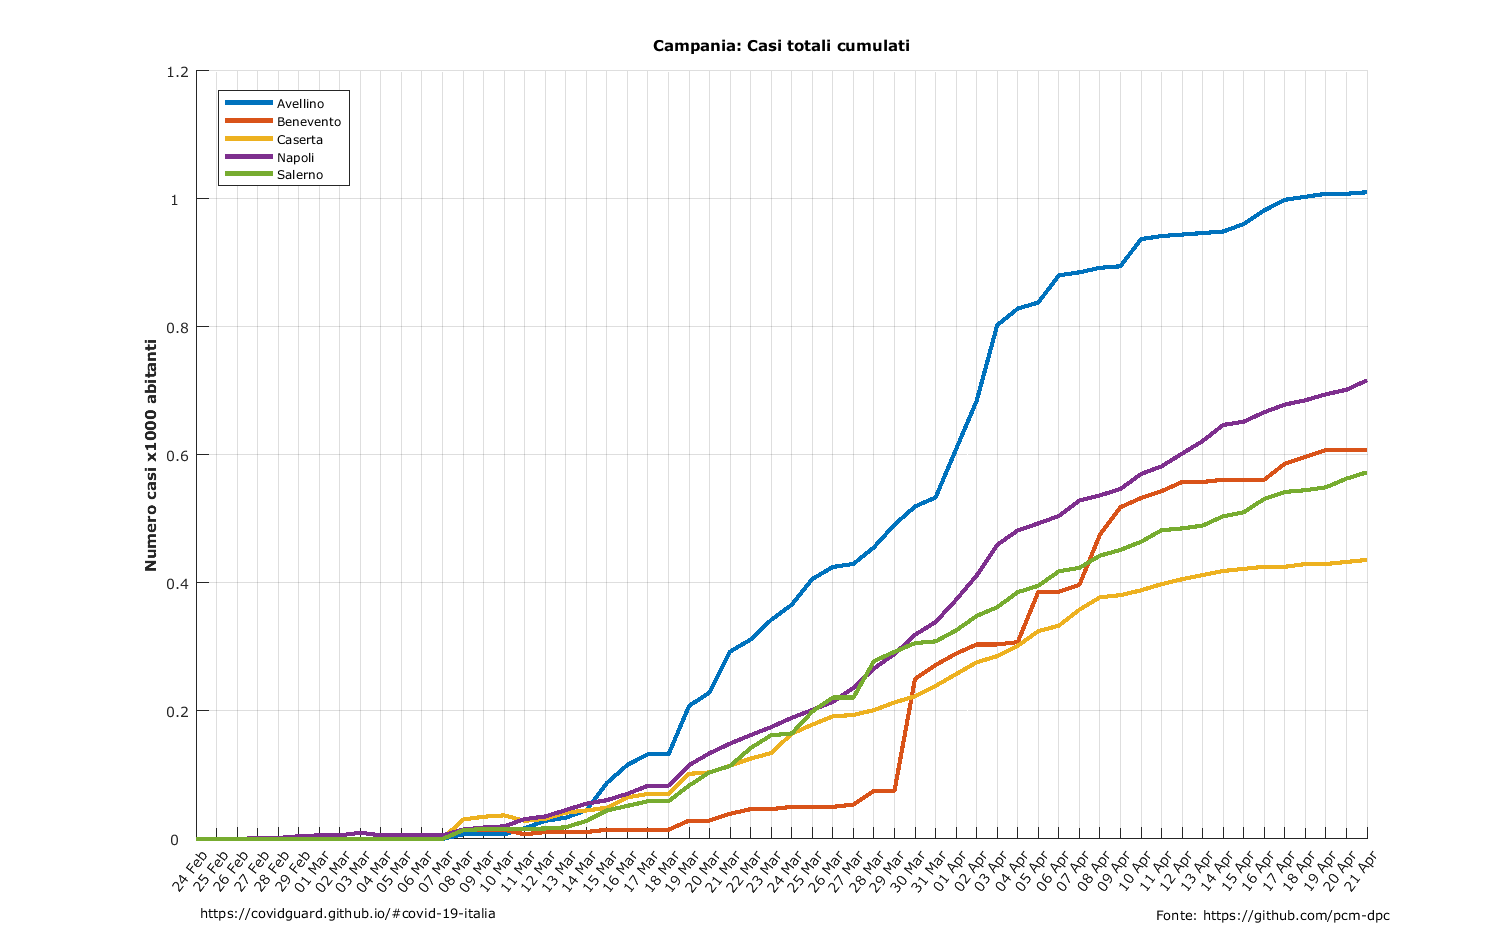 Campania: Casi totali cumulati
1.2
1
0.8
0.6
0.4
0.2
0
Numero casi x1000 abitanti
Avellino
Benevento
Caserta
Napoli
Salerno
24 Feb
25 Feb
26 Feb
27 Feb
28 Feb
29 Feb
01 Mar
02 Mar
03 Mar
04 Mar
05 Mar
06 Mar
07 Mar
08 Mar
09 Mar
10 Mar
11 Mar
12 Mar
13 Mar
14 Mar
15 Mar
16 Mar
17 Mar
18 Mar
19 Mar
20 Mar
21 Mar
22 Mar
23 Mar
24 Mar
25 Mar
26 Mar
27 Mar
28 Mar
29 Mar
30 Mar
31 Mar
01 Apr
02 Apr
03 Apr
04 Apr
05 Apr
06 Apr
07 Apr
08 Apr
09 Apr
10 Apr
11 Apr
12 Apr
13 Apr
14 Apr
15 Apr
16 Apr
17 Apr
18 Apr
19 Apr
20 Apr
21 Apr
https://covidguard.github.io/#covid-19-italia
Fonte: https://github.com/pcm-dpc